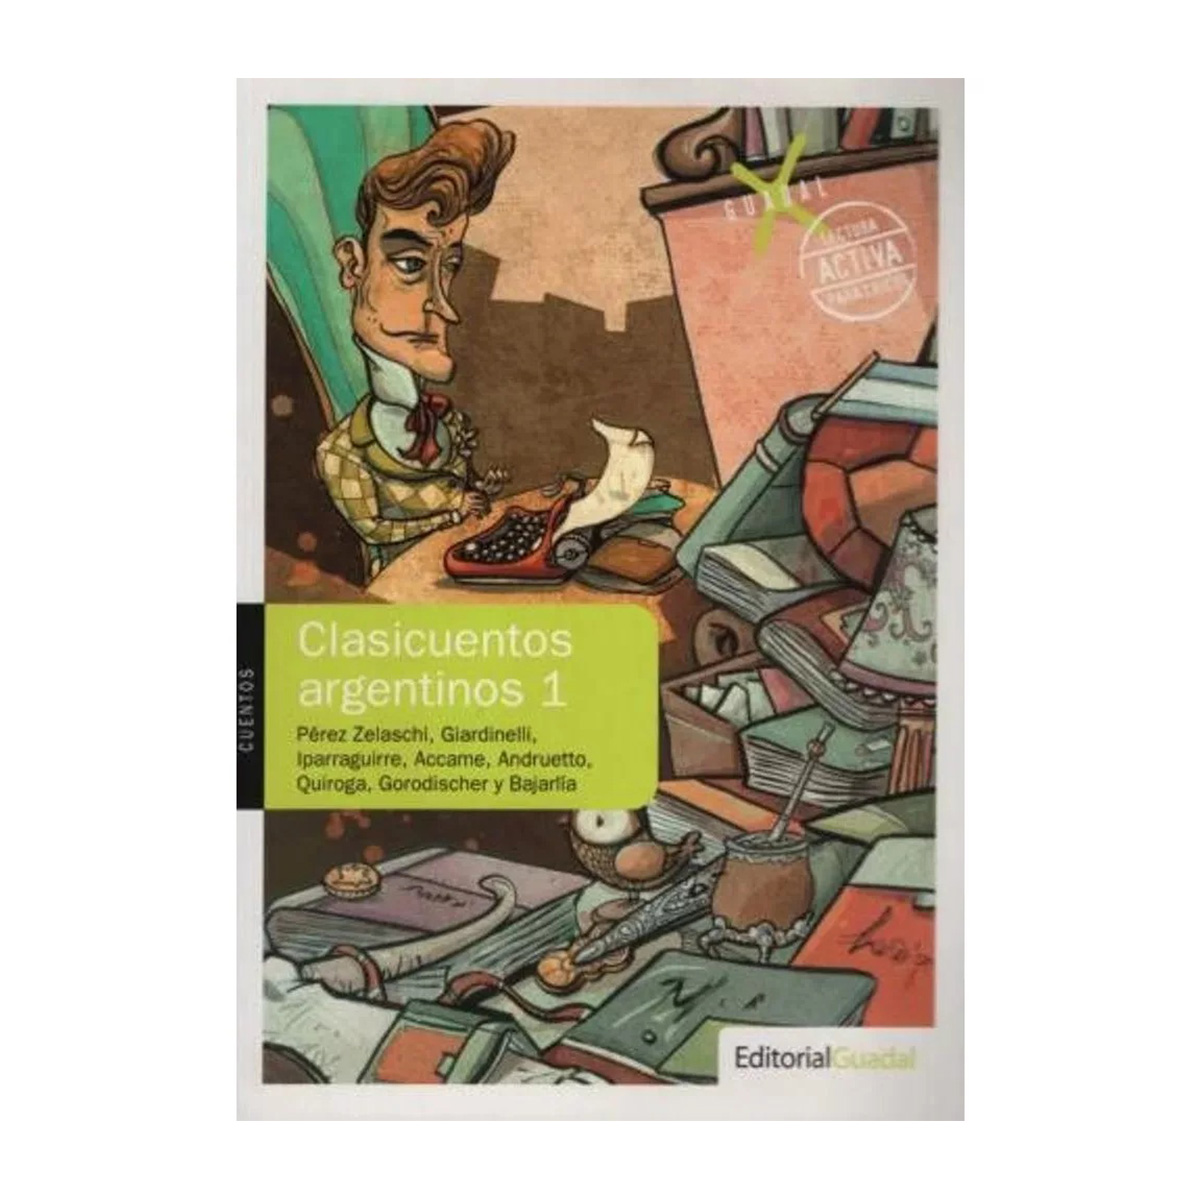 GUADAL
LECTURA
ACTIVA
Clasicuentos
argentinos 1
CUENTOS
Pérez Zelaschi, Giardinelli,
Iparraguirre, Accame, Andruetto,
Quiroga, Gorodischer y Bajarlía
EditorialGuadal